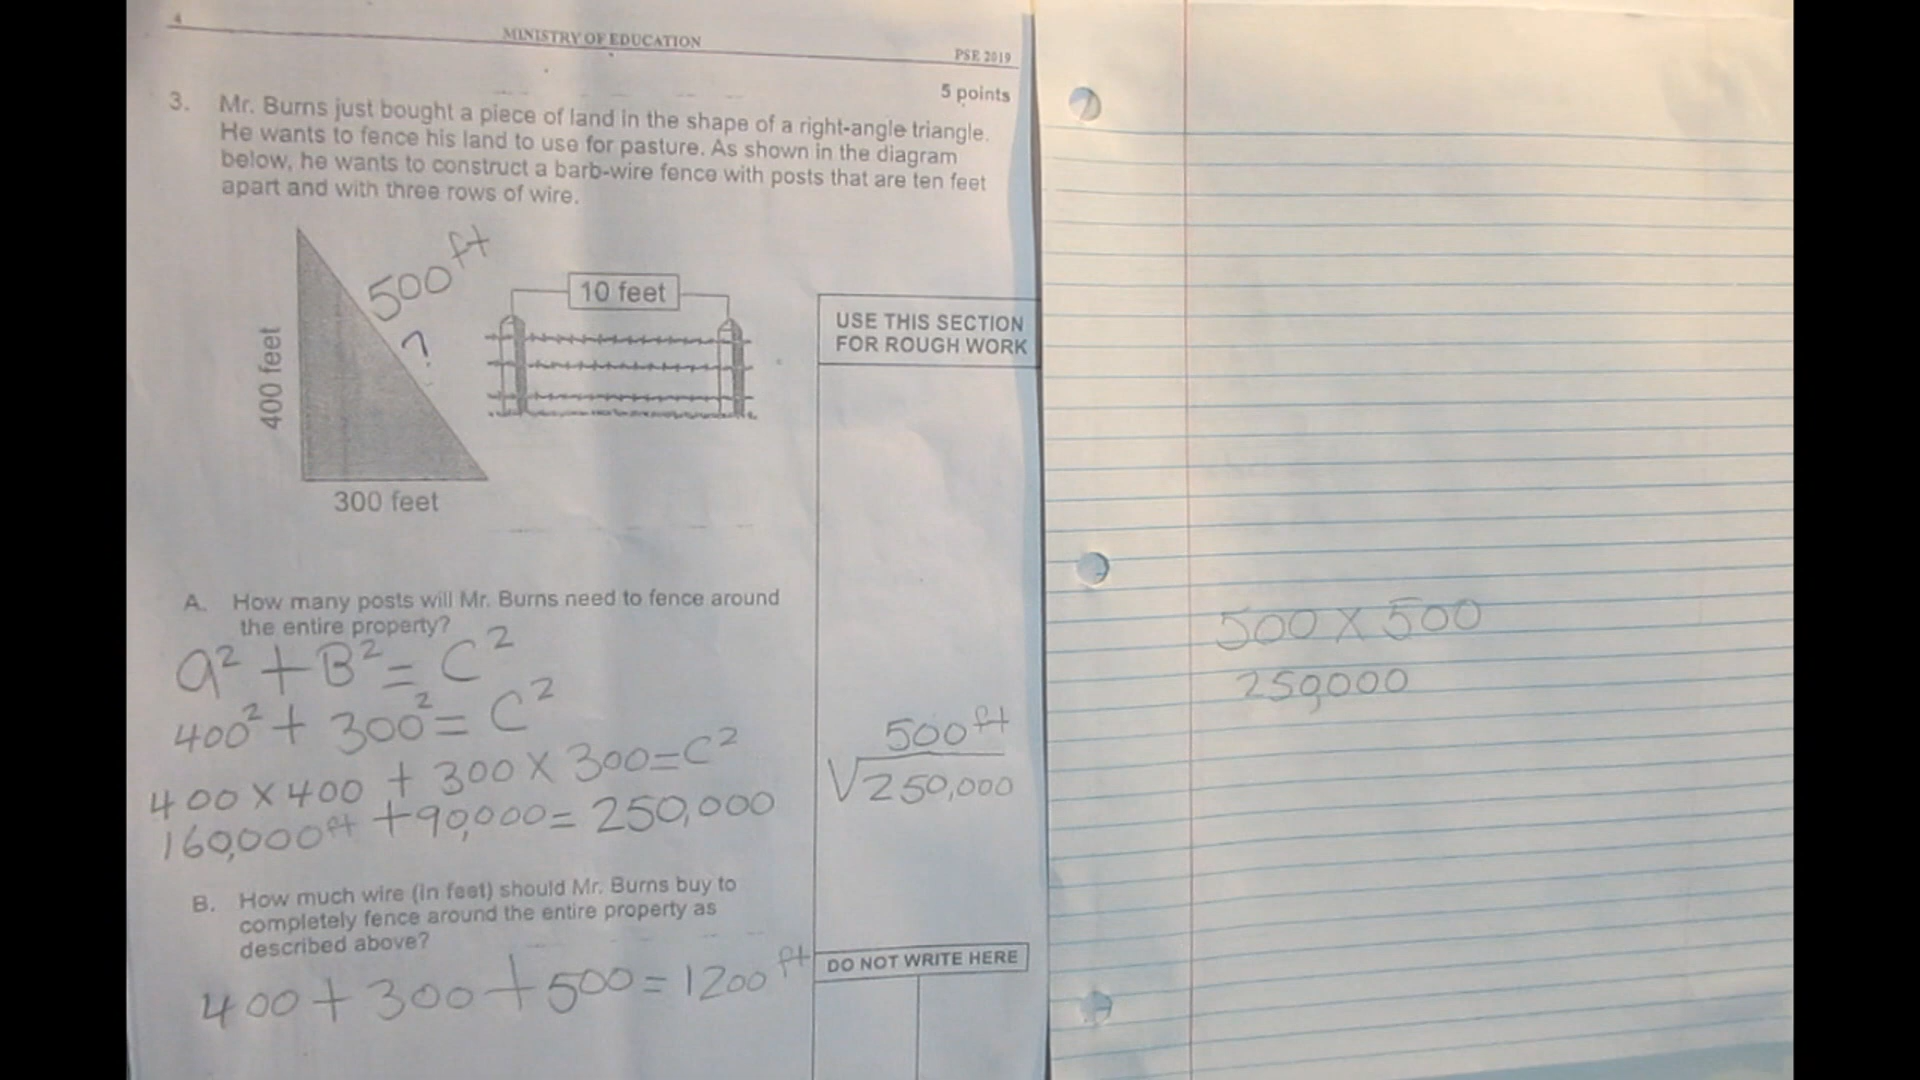 4
MINISTRY OF EDUCATION
PSE 2019
5 points
3. Mr. Burns just bought a piece of land in the shape of a right-angle triangle.
He wants to fence his land to use for pasture. As shown in the diagram
below, he wants to construct a barb-wire fence with posts that are ten feet
apart and with three rows of wire.
500 ft
?
400 feet
300 feet
10 feet
USE THIS SECTION
FOR ROUGH WORK
A. How many posts will Mr. Burns need to fence around
the entire property?
a² + B² = C²
400² + 300² = C²
400 x 400 + 300 x 300 = C²
160,000 ft + 90,000 = 250,000
500 ft
√250,000
B. How much wire (in feet) should Mr. Burns buy to
completely fence around the entire property as
described above?
400 + 300 + 500 = 1200 ft
DO NOT WRITE HERE
500 x 500
250,000